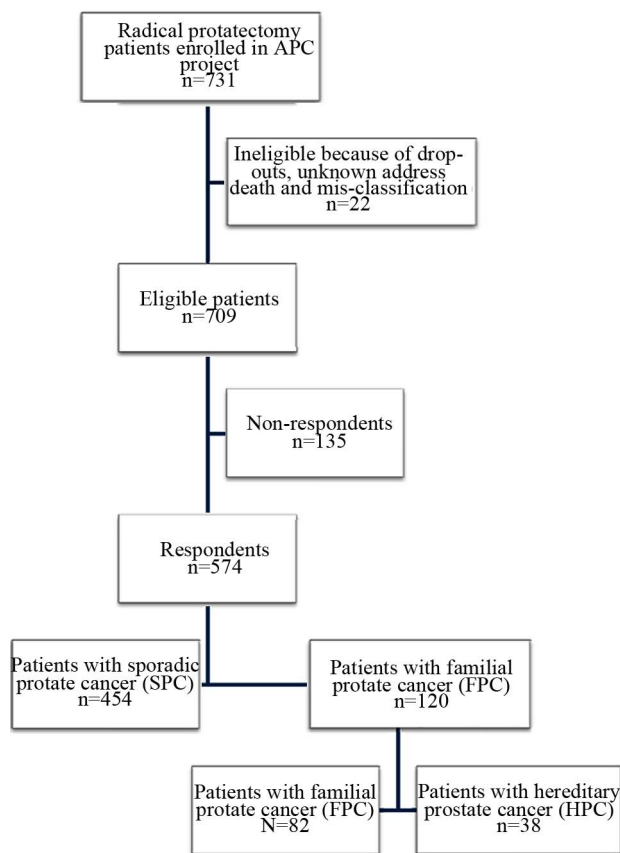 Radical protatectomy
patients enrolled in APC
project
n=731
Ineligible because of drop-
outs, unknown address
death and mis-classification
n=22
Eligible patients
n=709
Non-respondents
n=135
Respondents
n=574
Patients with sporadic
protate cancer (SPC)
n=454
Patients with familial
protate cancer (FPC)
n=120
Patients with familial
protate cancer (FPC)
N=82
Patients with hereditary
prostate cancer (HPC)
n=38